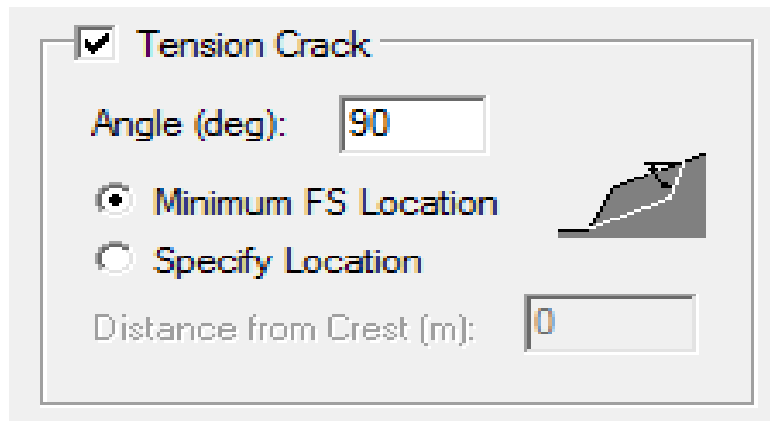 Tension Crack
Angle (deg): 90
Minimum FS Location
Specify Location
Distance from Crest (m): 0